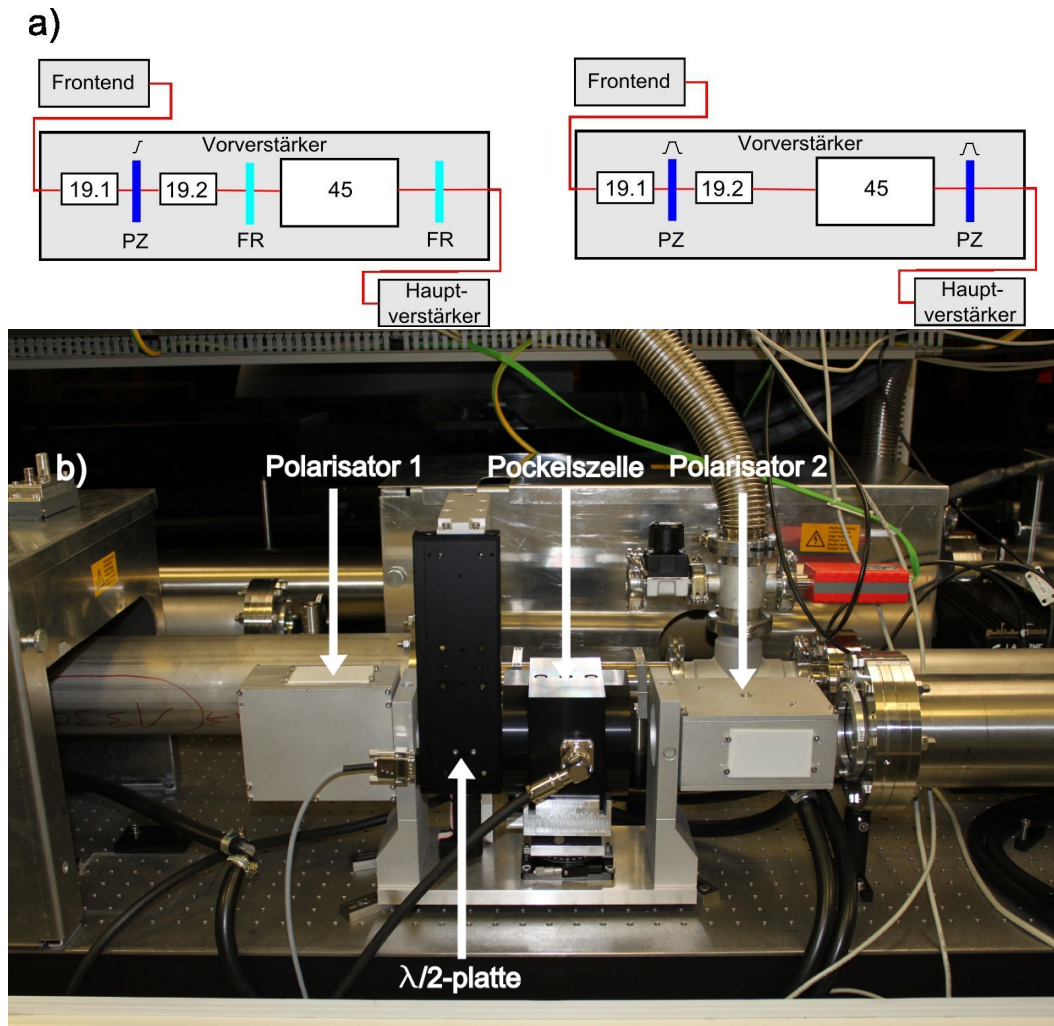 a)
Frontend
Vorverstärker
19.1
19.2
45
PZ
FR
FR
Haupt-
verstärker
Frontend
Vorverstärker
19.1
19.2
45
PZ
PZ
Haupt-
verstärker
b)
Polarisator 1
Pockelszelle
Polarisator 2
λ/2-platte